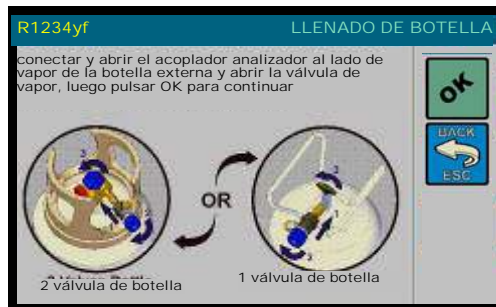 R1234yf LLENADO DE BOTELLA
conectar y abrir el acoplador analizador al lado de
vapor de la botella externa y abrir la válvula de
vapor, luego pulsar OK para continuar
OK
BACK
ESC
OR
2 válvula de botella
1 válvula de botella